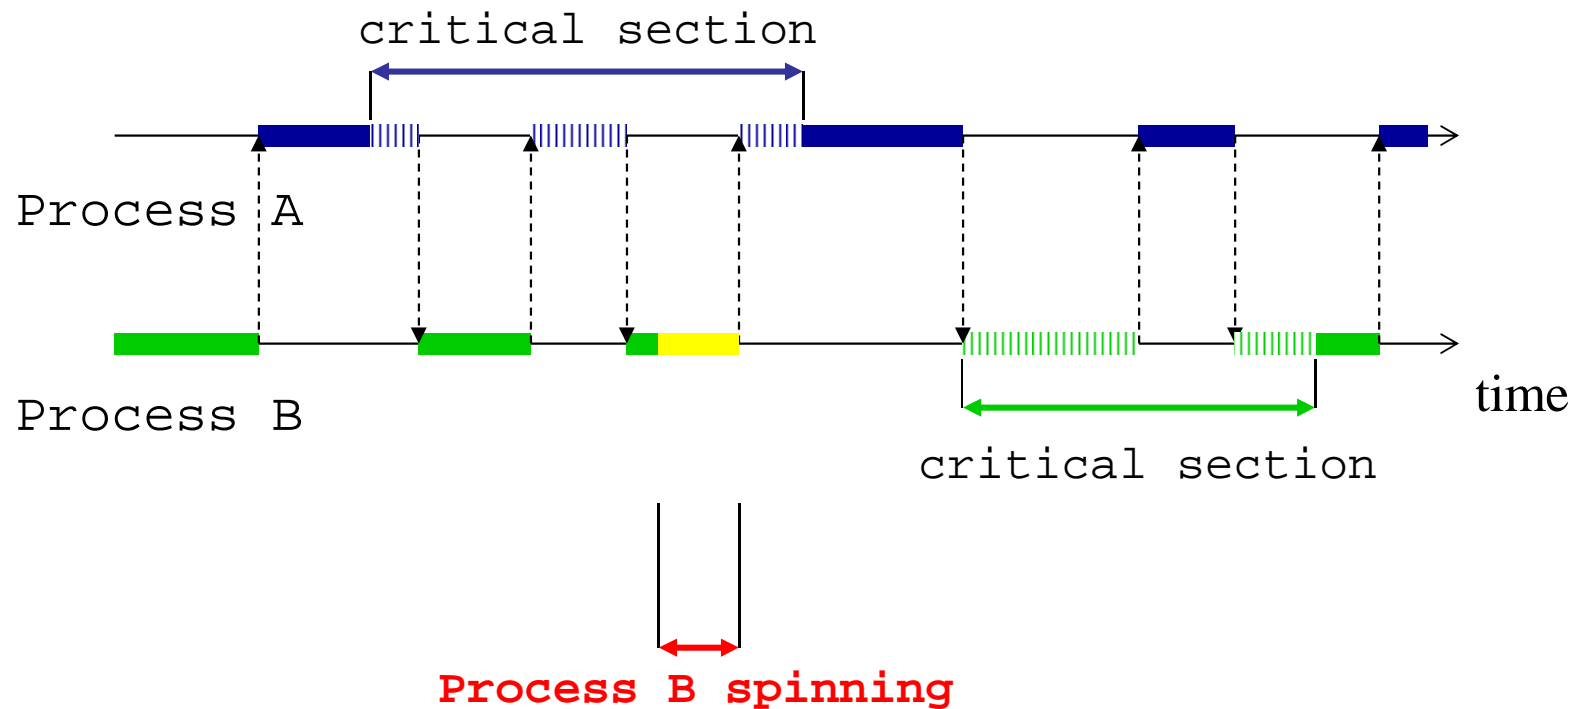 critical section
Process A
Process B
time
critical section
Process B spinning